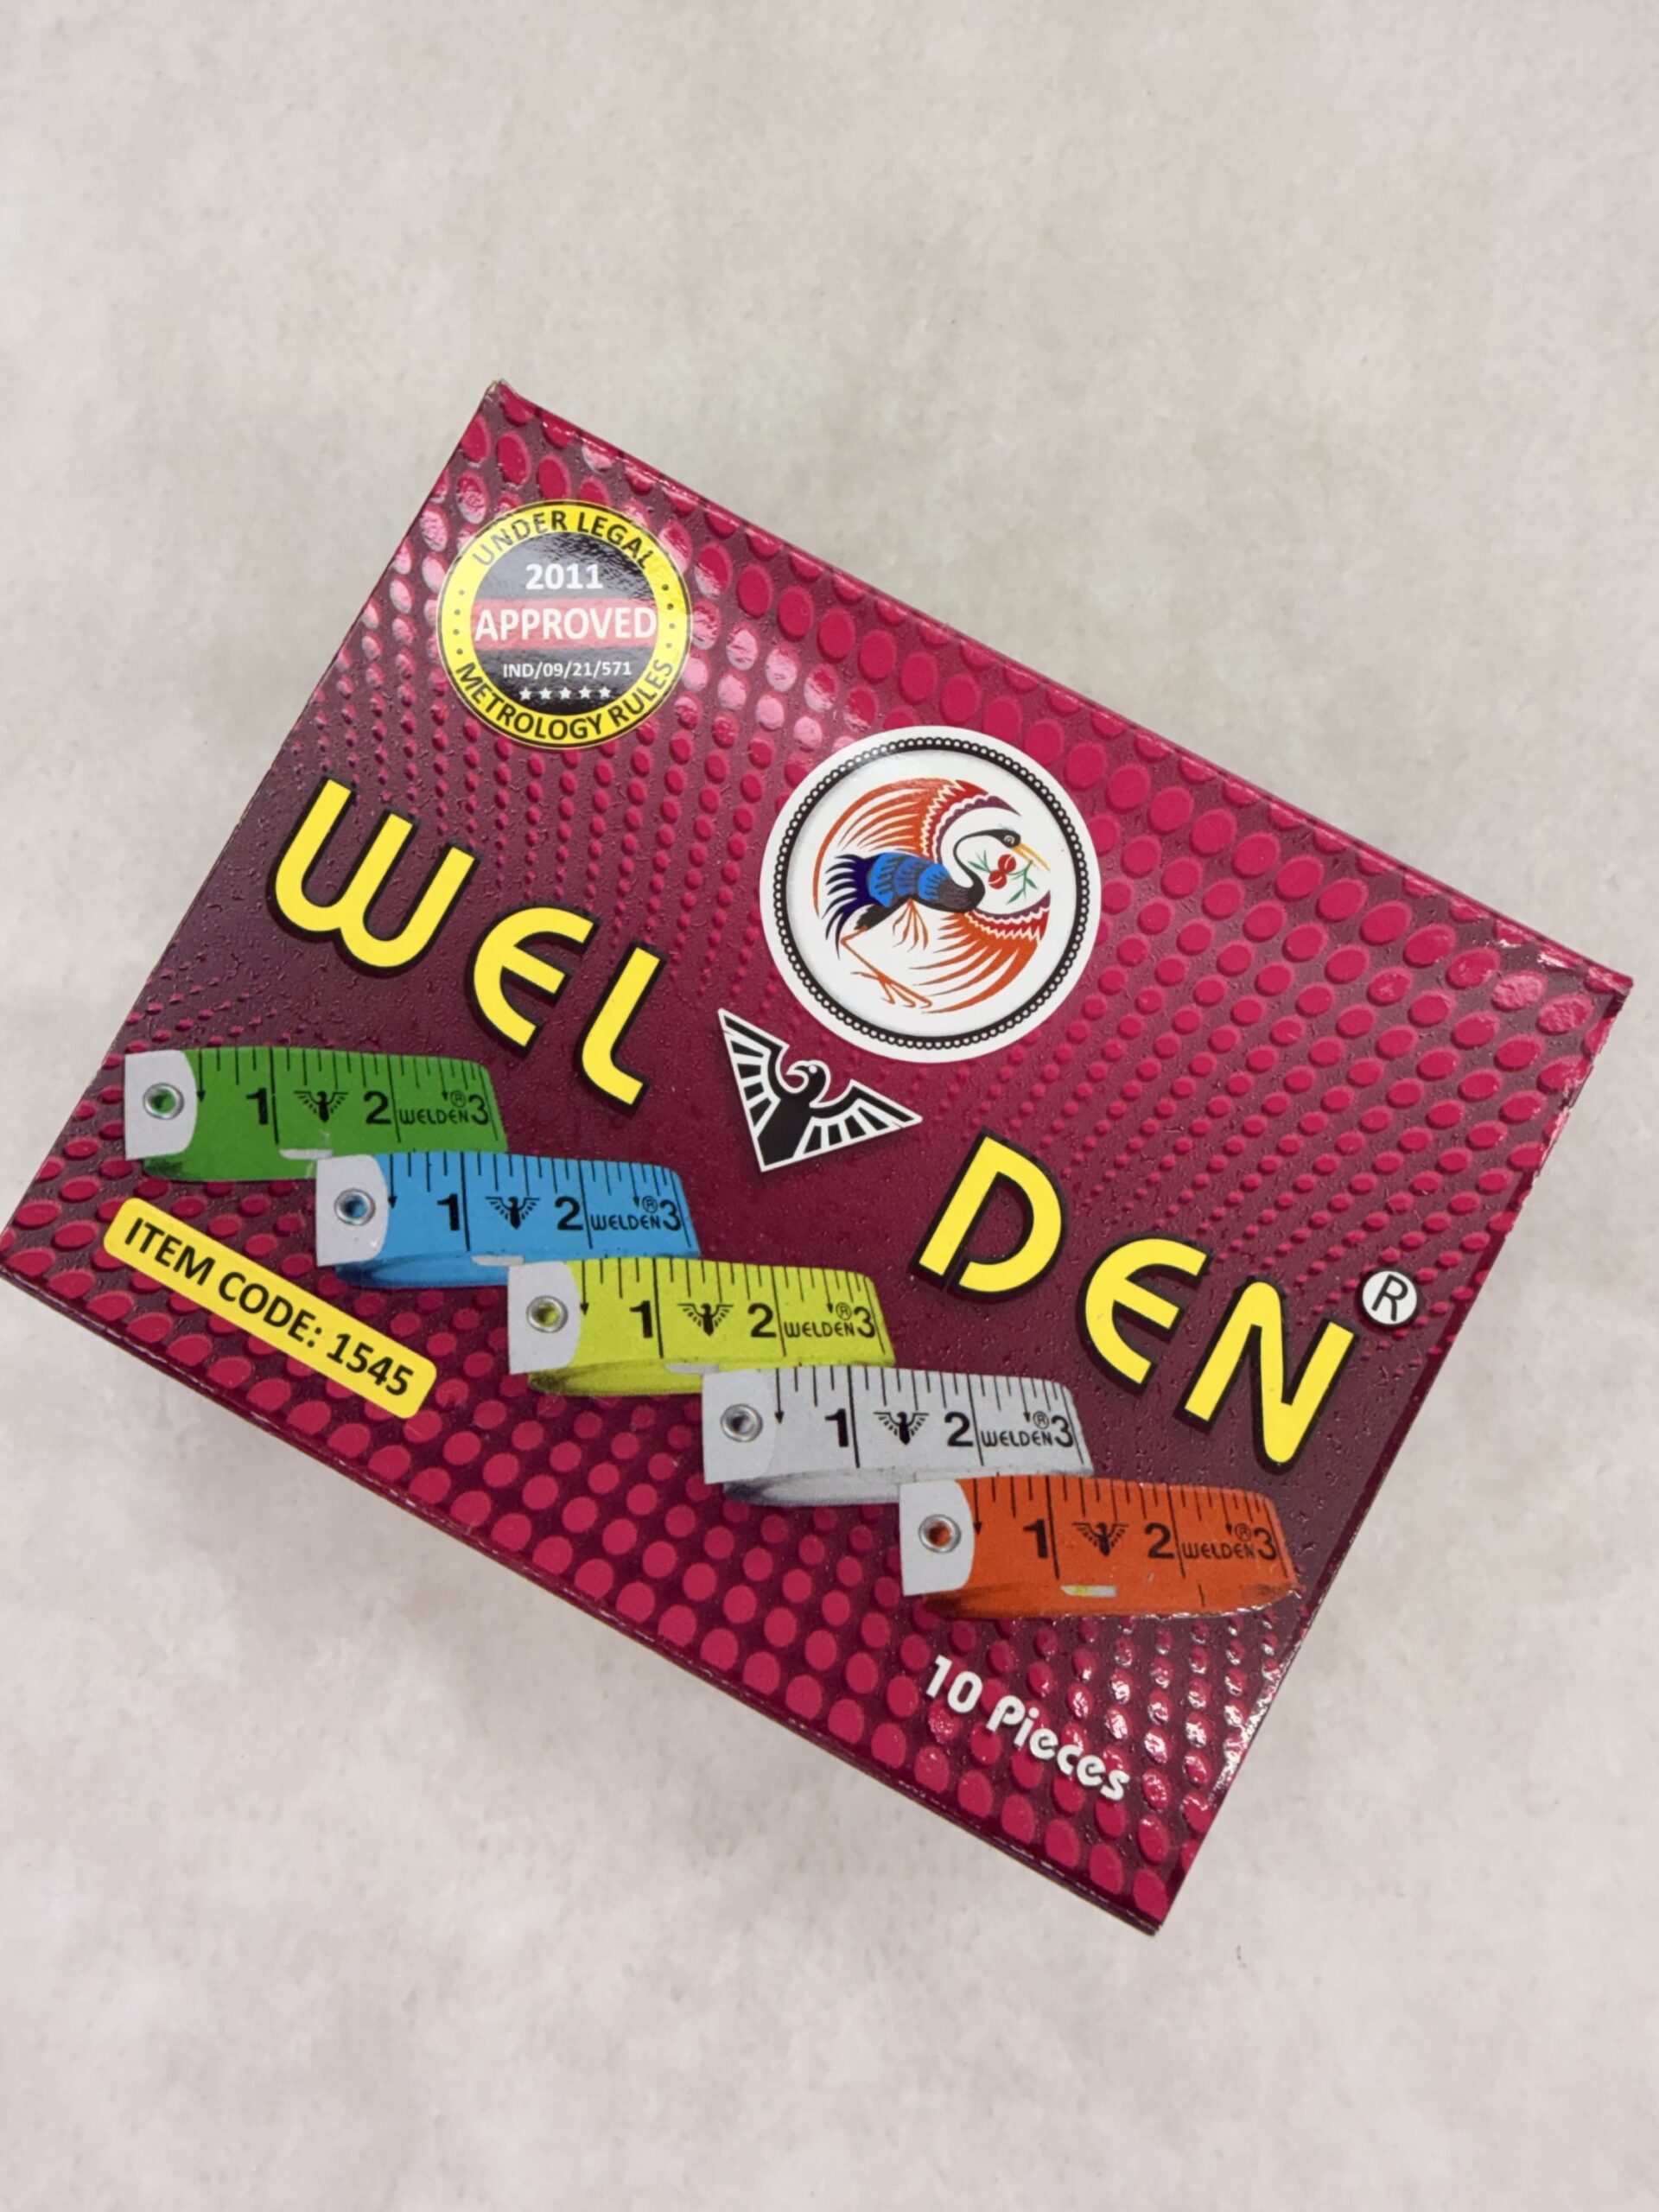 UNDER LEGAL
2011
APPROVED
IND/09/21/571
METROLOGY RULES
WEL
DEN®
1 2 WELDEN® 3
1 2 WELDEN® 3
1 2 WELDEN® 3
1 2 WELDEN® 3
1 2 WELDEN® 3
ITEM CODE: 1545
10 Pieces